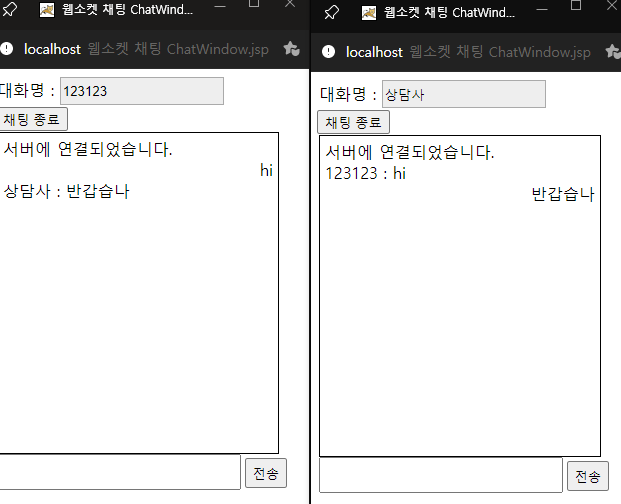 웹소켓 채팅 ChatWind...
localhost 웹소켓 채팅 ChatWindow.jsp
대화명 : 123123
채팅 종료
서버에 연결되었습니다.
hi
상담사 : 반갑습나
전송
웹소켓 채팅 ChatWind...
localhost 웹소켓 채팅 ChatWindow.jsp
대화명 : 상담사
채팅 종료
서버에 연결되었습니다.
123123 : hi
반갑습나
전송